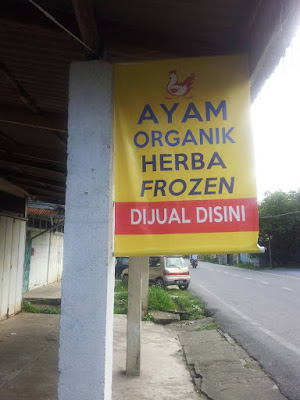 AYAM
ORGANIK
HERBA
FROZEN
DIJUAL DISINI